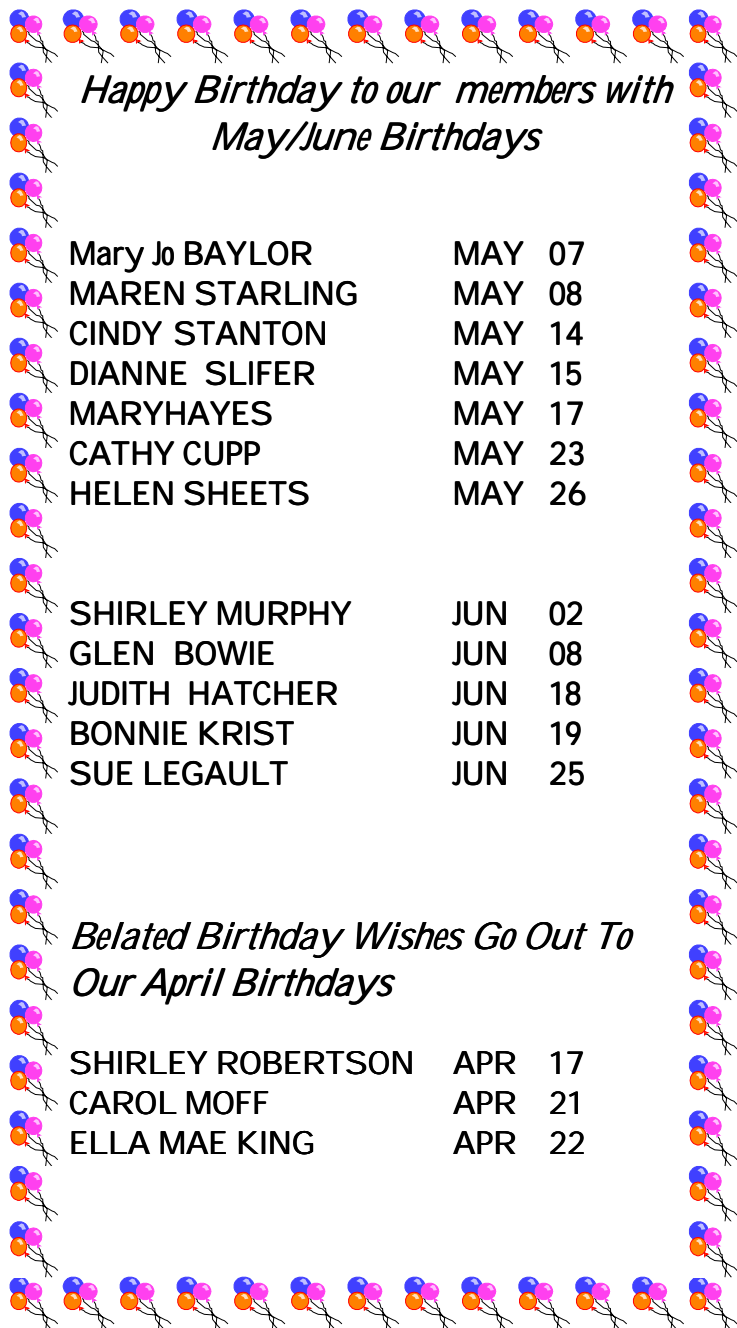 Happy Birthday to our members with
May/June Birthdays
Mary Jo BAYLOR MAY 07
MAREN STARLING MAY 08
CINDY STANTON MAY 14
DIANNE SLIFER MAY 15
MARYHAYES MAY 17
CATHY CUPP MAY 23
HELEN SHEETS MAY 26
SHIRLEY MURPHY JUN 02
GLEN BOWIE JUN 08
JUDITH HATCHER JUN 18
BONNIE KRIST JUN 19
SUE LEGAULT JUN 25
Belated Birthday Wishes Go Out To
Our April Birthdays
SHIRLEY ROBERTSON APR 17
CAROL MOFF APR 21
ELLA MAE KING APR 22